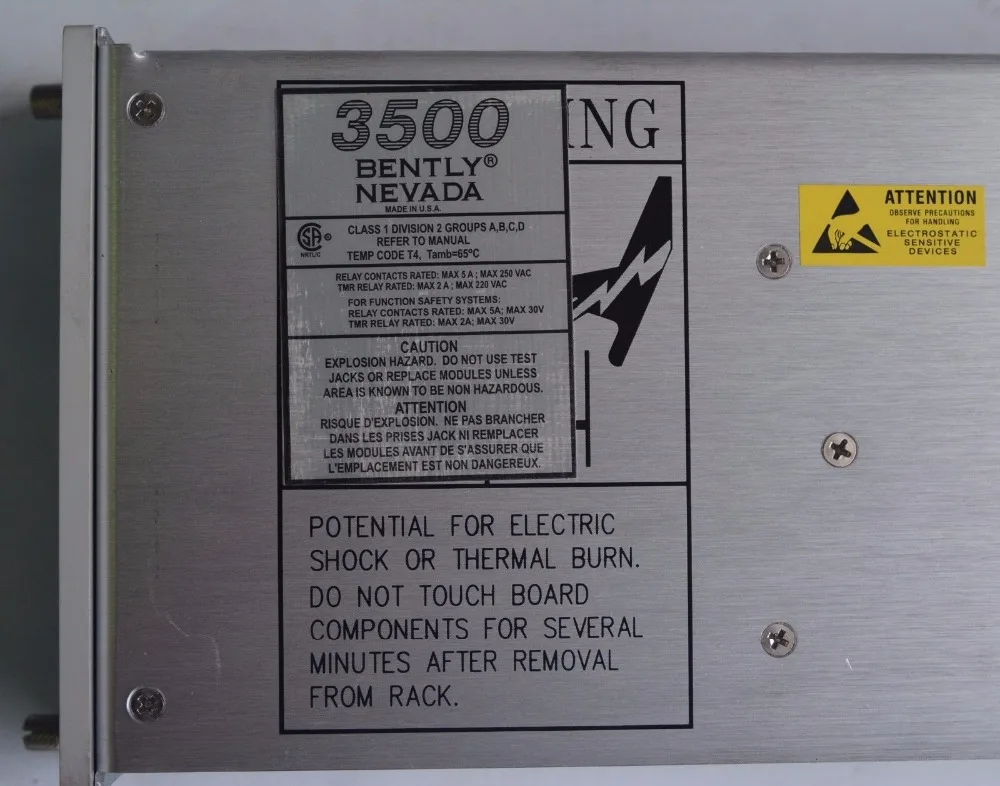 3500
BENTLY®
NEVADA
MADE IN U.S.A.
ING
SA
NRTL/C
CLASS 1 DIVISION 2 GROUPS A,B,C,D
REFER TO MANUAL
TEMP CODE T4, Tamb=65°C
RELAY CONTACTS RATED: MAX 5 A ; MAX 250 VAC
TMR RELAY RATED: MAX 2 A ; MAX 220 VAC
FOR FUNCTION SAFETY SYSTEMS:
RELAY CONTACTS RATED: MAX 5A; MAX 30V
TMR RELAY RATED: MAX 2A; MAX 30V
CAUTION
EXPLOSION HAZARD. DO NOT USE TEST
JACKS OR REPLACE MODULES UNLESS
AREA IS KNOWN TO BE NON HAZARDOUS.
ATTENTION
RISQUE D'EXPLOSION. NE PAS BRANCHER
DANS LES PRISES JACK NI REMPLACER
LES MODULES AVANT DE S'ASSURER QUE
L'EMPLACEMENT EST NON DANGEREUX.
POTENTIAL FOR ELECTRIC
SHOCK OR THERMAL BURN.
DO NOT TOUCH BOARD
COMPONENTS FOR SEVERAL
MINUTES AFTER REMOVAL
FROM RACK.
ATTENTION
OBSERVE PRECAUTIONS
FOR HANDLING
ELECTROSTATIC
SENSITIVE
DEVICES